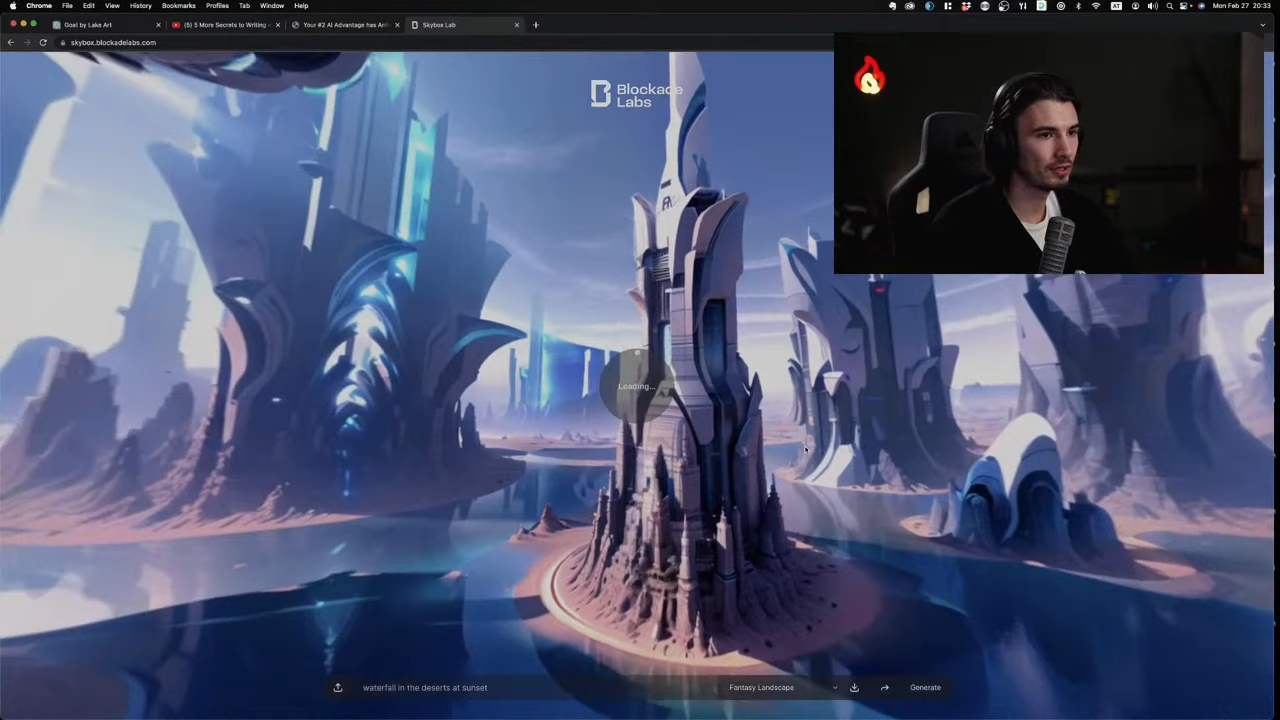 Chrome File Edit View History Bookmarks Profiles Tab Window Help
AT Mon Feb 27 20:33
Goat by Lake Art
(5) 5 More Secrets to Writing
Your #2 AI Advantage has Arri
Skybox Lab
skybox.blockadelabs.com
Blockade
Labs
Loading...
waterfall in the deserts at sunset
Fantasy Landscape
Generate